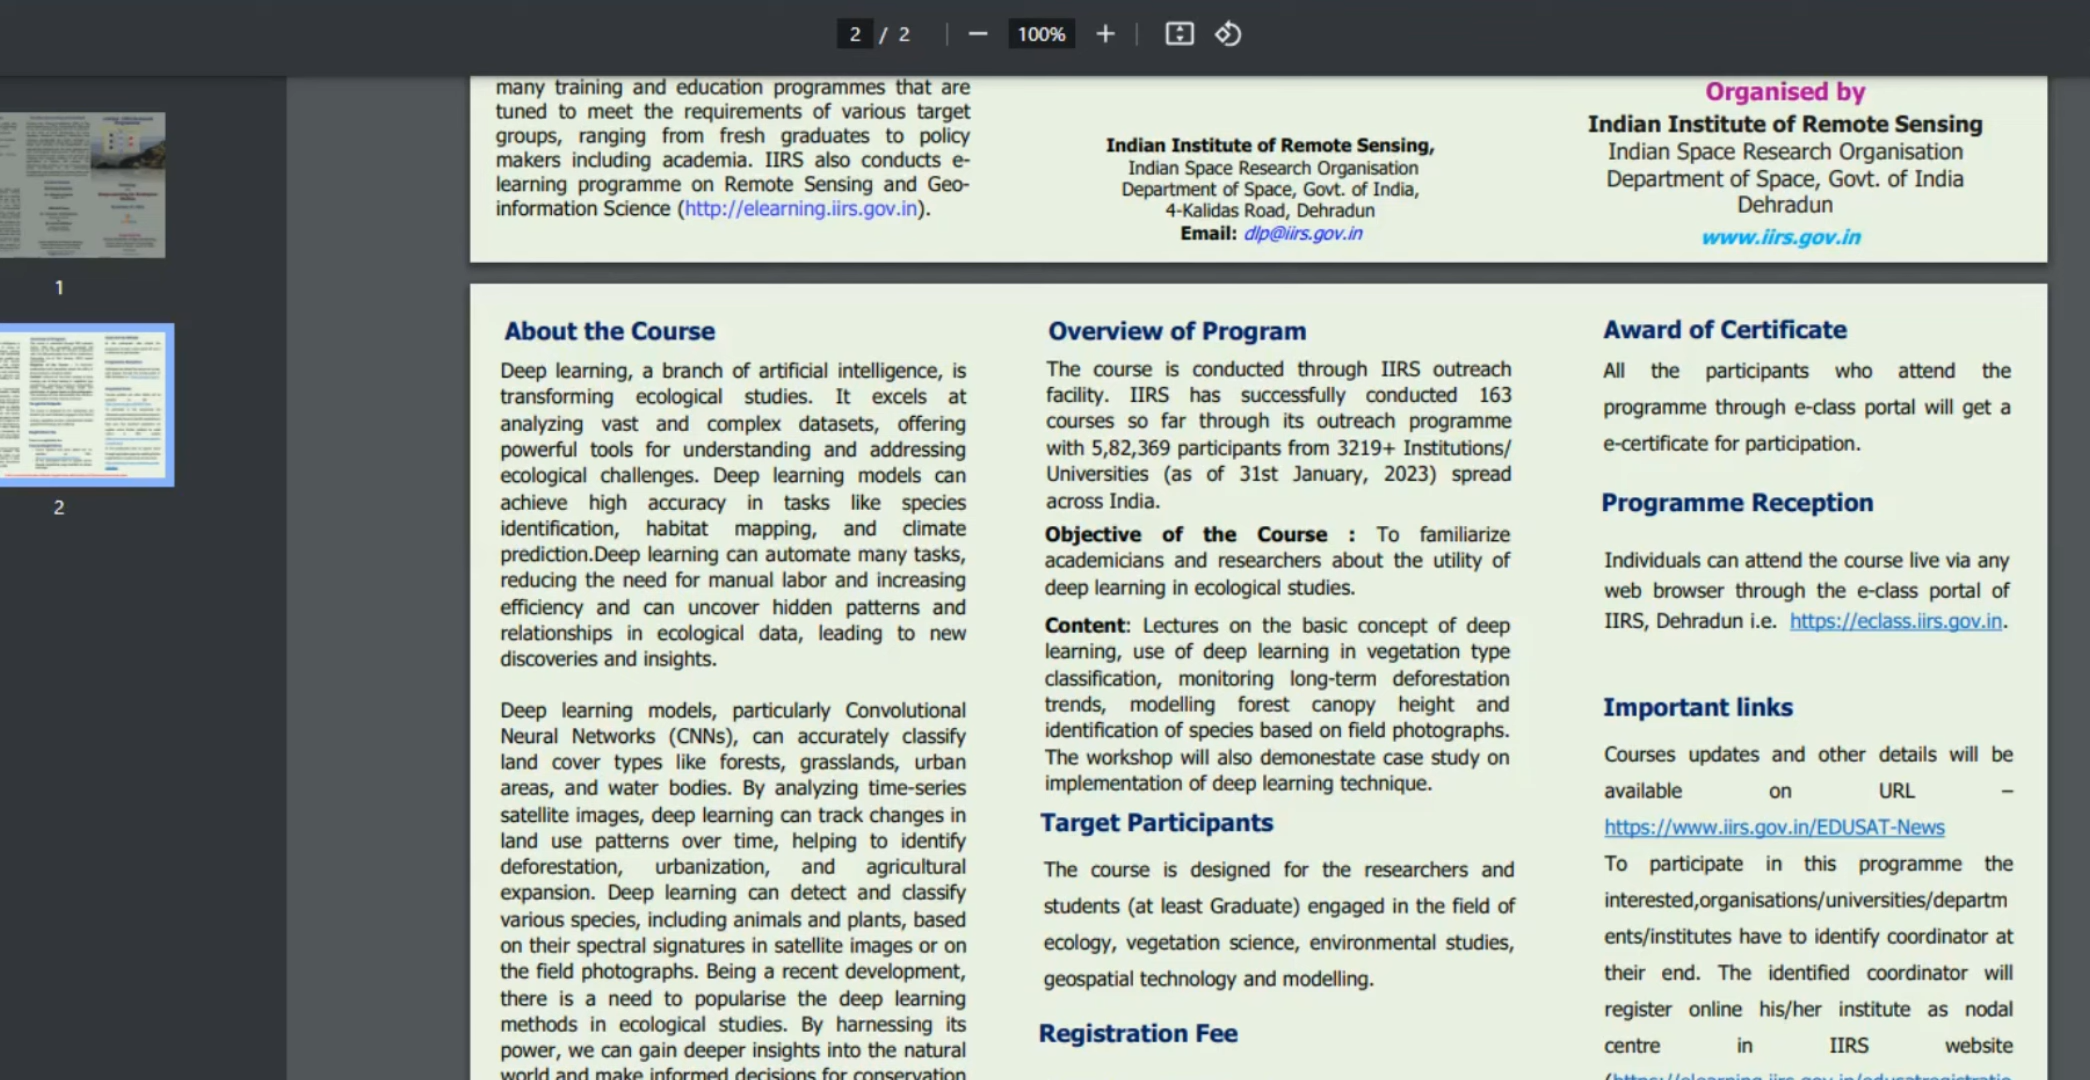 2 / 2
100%
1
2
many training and education programmes that are
tuned to meet the requirements of various target
groups, ranging from fresh graduates to policy
makers including academia. IIRS also conducts e-
learning programme on Remote Sensing and Geo-
information Science (http://elearning.iirs.gov.in).
Indian Institute of Remote Sensing,
Indian Space Research Organisation
Department of Space, Govt. of India,
4-Kalidas Road, Dehradun
Email: dlp@iirs.gov.in
Organised by
Indian Institute of Remote Sensing
Indian Space Research Organisation
Department of Space, Govt. of India
Dehradun
www.iirs.gov.in
About the Course
Deep learning, a branch of artificial intelligence, is
transforming ecological studies. It excels at
analyzing vast and complex datasets, offering
powerful tools for understanding and addressing
ecological challenges. Deep learning models can
achieve high accuracy in tasks like species
identification, habitat mapping, and climate
prediction.Deep learning can automate many tasks,
reducing the need for manual labor and increasing
efficiency and can uncover hidden patterns and
relationships in ecological data, leading to new
discoveries and insights.
Deep learning models, particularly Convolutional
Neural Networks (CNNs), can accurately classify
land cover types like forests, grasslands, urban
areas, and water bodies. By analyzing time-series
satellite images, deep learning can track changes in
land use patterns over time, helping to identify
deforestation, urbanization, and agricultural
expansion. Deep learning can detect and classify
various species, including animals and plants, based
on their spectral signatures in satellite images or on
the field photographs. Being a recent development,
there is a need to popularise the deep learning
methods in ecological studies. By harnessing its
power, we can gain deeper insights into the natural
world and make informed decisions for conservation
Overview of Program
The course is conducted through IIRS outreach
facility. IIRS has successfully conducted 163
courses so far through its outreach programme
with 5,82,369 participants from 3219+ Institutions/
Universities (as of 31st January, 2023) spread
across India.
Objective of the Course : To familiarize
academicians and researchers about the utility of
deep learning in ecological studies.
Content: Lectures on the basic concept of deep
learning, use of deep learning in vegetation type
classification, monitoring long-term deforestation
trends, modelling forest canopy height and
identification of species based on field photographs.
The workshop will also demonestate case study on
implementation of deep learning technique.
Target Participants
The course is designed for the researchers and
students (at least Graduate) engaged in the field of
ecology, vegetation science, environmental studies,
geospatial technology and modelling.
Registration Fee
Award of Certificate
All the participants who attend the
programme through e-class portal will get a
e-certificate for participation.
Programme Reception
Individuals can attend the course live via any
web browser through the e-class portal of
IIRS, Dehradun i.e. https://eclass.iirs.gov.in.
Important links
Courses updates and other details will be
available on URL –
https://www.iirs.gov.in/EDUSAT-News
To participate in this programme the
interested,organisations/universities/departm
ents/institutes have to identify coordinator at
their end. The identified coordinator will
register online his/her institute as nodal
centre in IIRS website
(https://elearning.iirs.gov.in/edusatregistratio